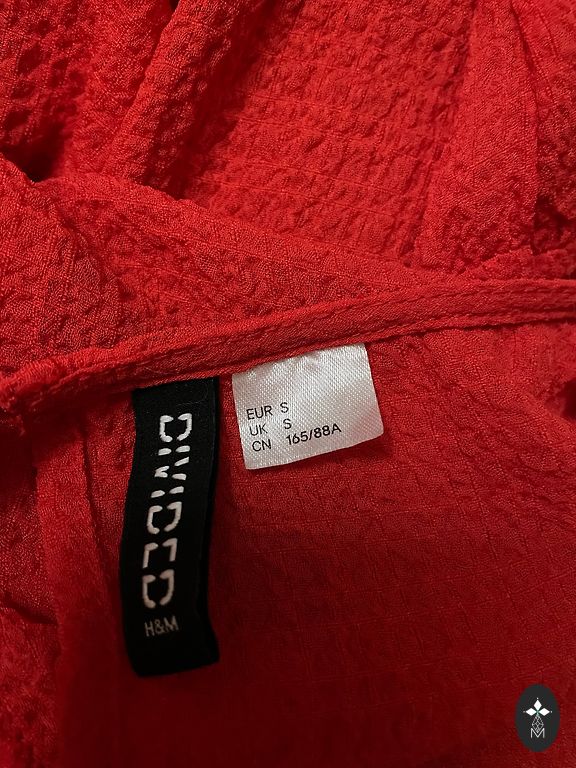 DIVIDED
H&M
EUR S
UK S
CN 165/88A
M